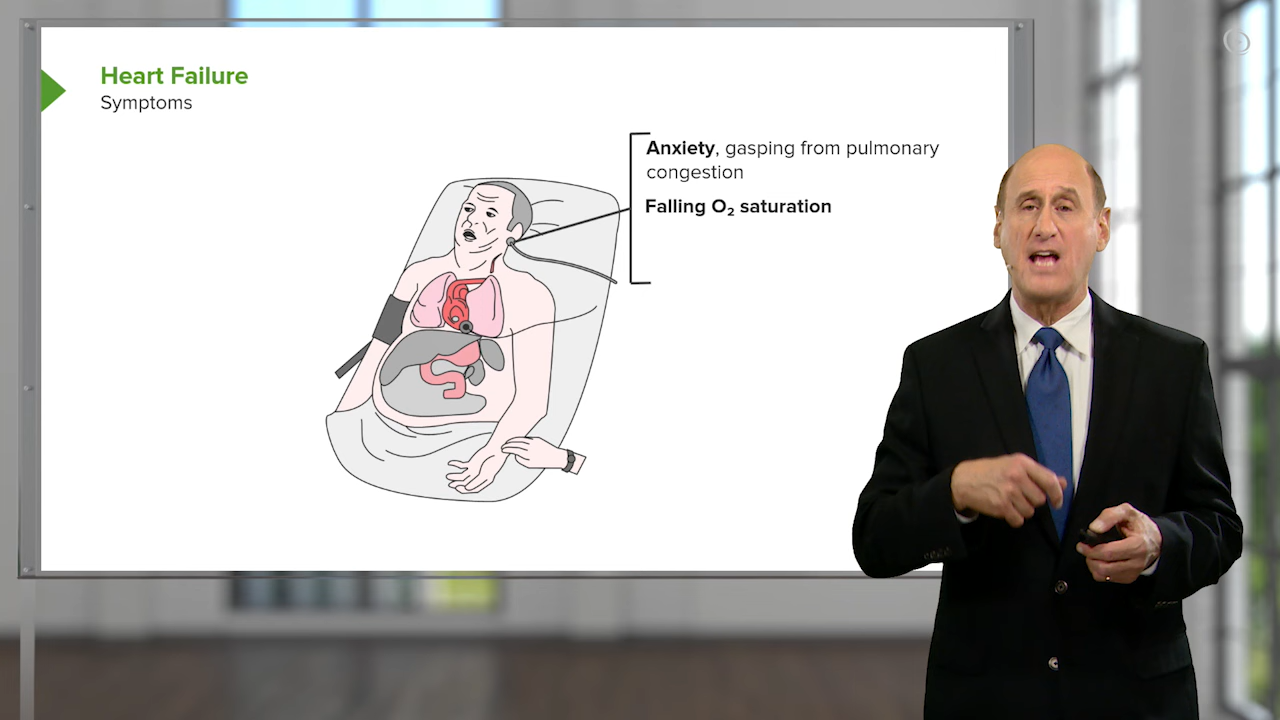 Heart Failure
Symptoms
Anxiety, gasping from pulmonary
congestion
Falling O₂ saturation